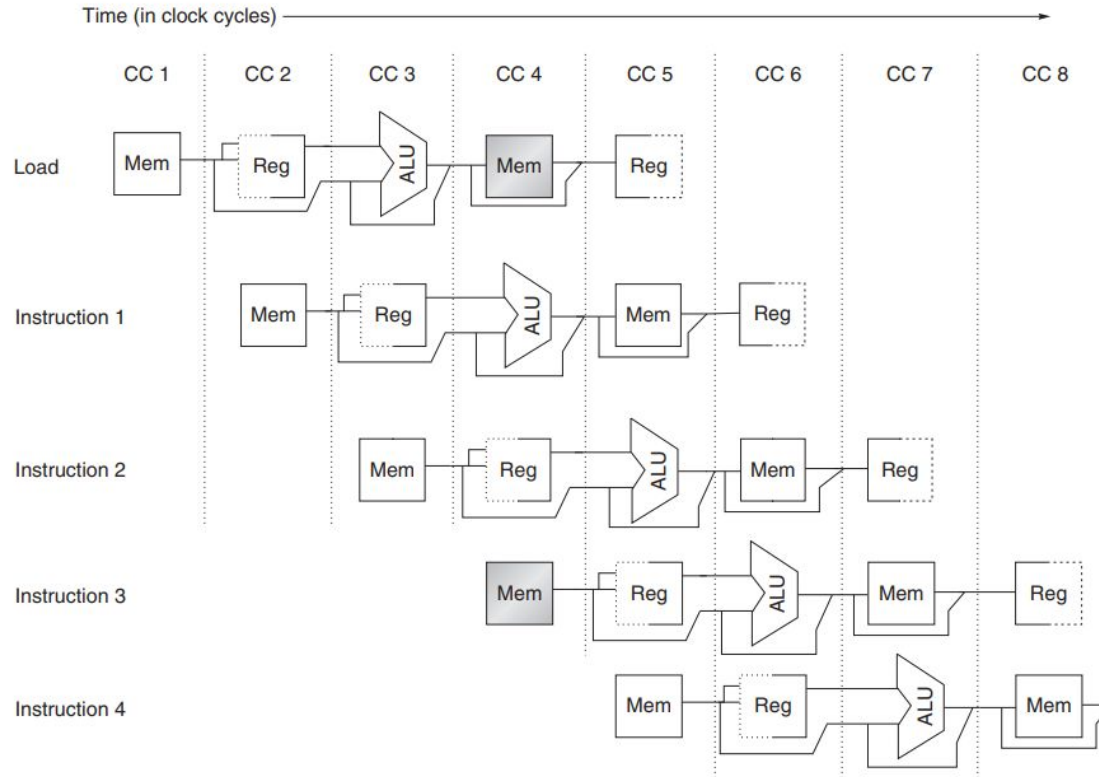 Time (in clock cycles)
CC 1 CC 2 CC 3 CC 4 CC 5 CC 6 CC 7 CC 8
Load Mem Reg ALU Mem Reg
Instruction 1 Mem Reg ALU Mem Reg
Instruction 2 Mem Reg ALU Mem Reg
Instruction 3 Mem Reg ALU Mem Reg
Instruction 4 Mem Reg ALU Mem